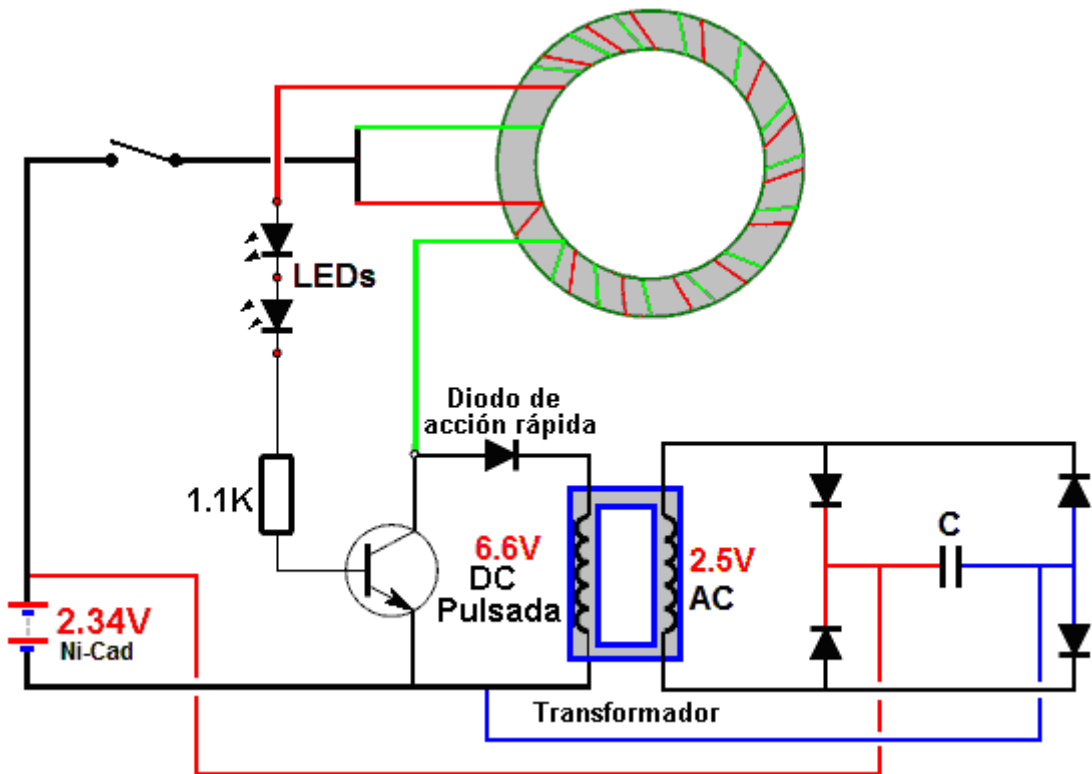 LEDs
Diodo de
acción rápida
1.1K
6.6V
DC
Pulsada
2.5V
AC
C
2.34V
Ni-Cad
Transformador